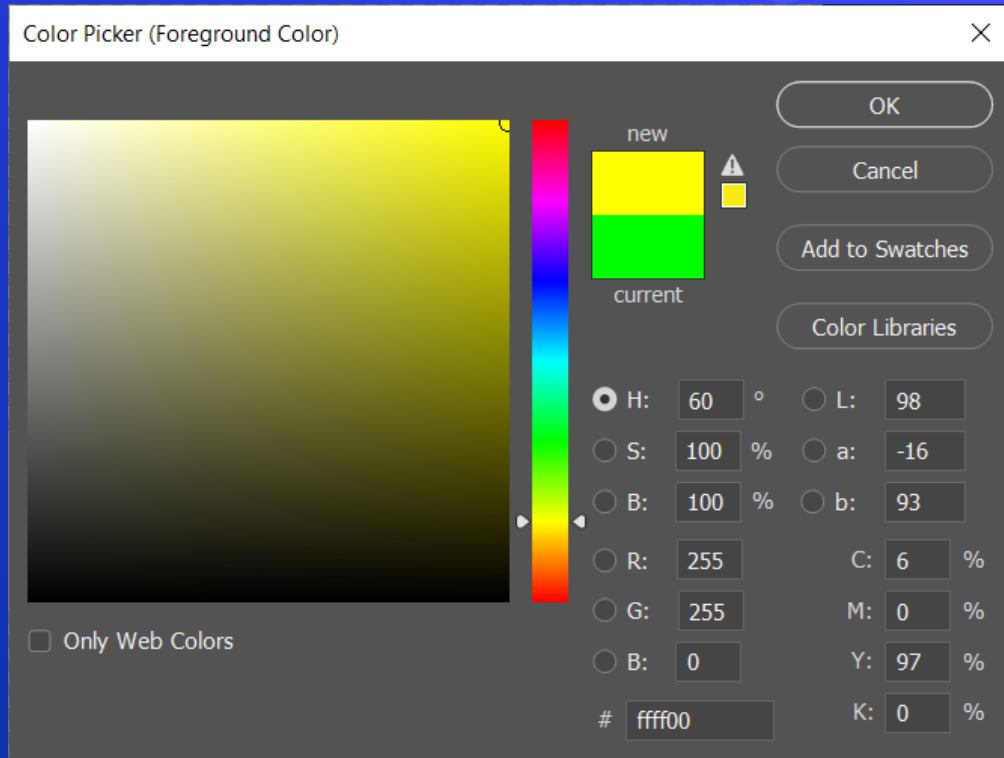 Color Picker (Foreground Color)
OK
new
Cancel
Add to Swatches
current
Color Libraries
H: 60 ° L: 98
S: 100 % a: -16
B: 100 % b: 93
R: 255 C: 6 %
G: 255 M: 0 %
Only Web Colors
B: 0 Y: 97 %
# ffff00 K: 0 %